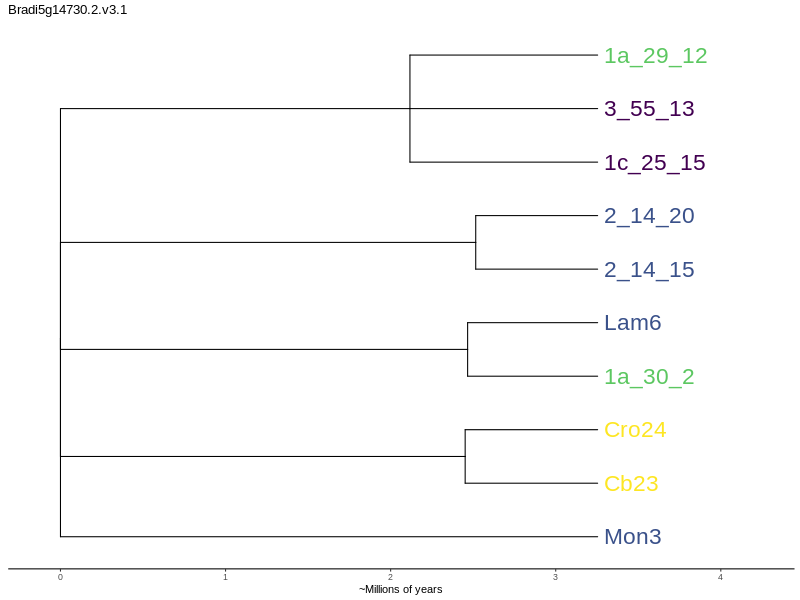 Bradi5g14730.2.v3.1
1a_29_12
3_55_13
1c_25_15
2_14_20
2_14_15
Lam6
1a_30_2
Cro24
Cb23
Mon3
0 1 2 3 4
~Millions of years